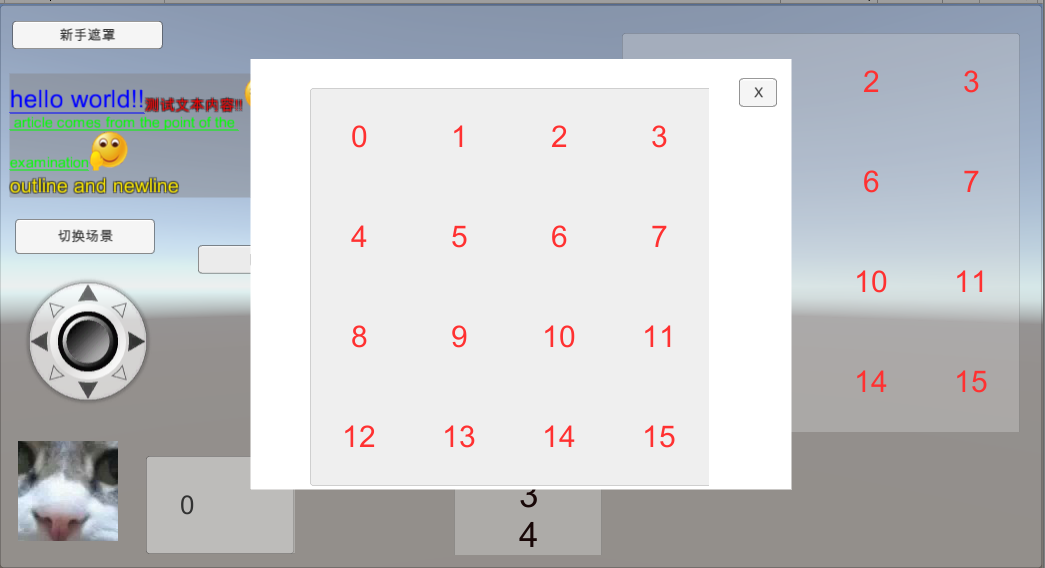 新手遮罩
hello world!!测试文本内容!!
article comes from the point of the
examination
outline and newline
切换场景
X
0 1 2 3
4 5 6 7
8 9 10 11
12 13 14 15
2 3
6 7
10 11
14 15
0
3
4